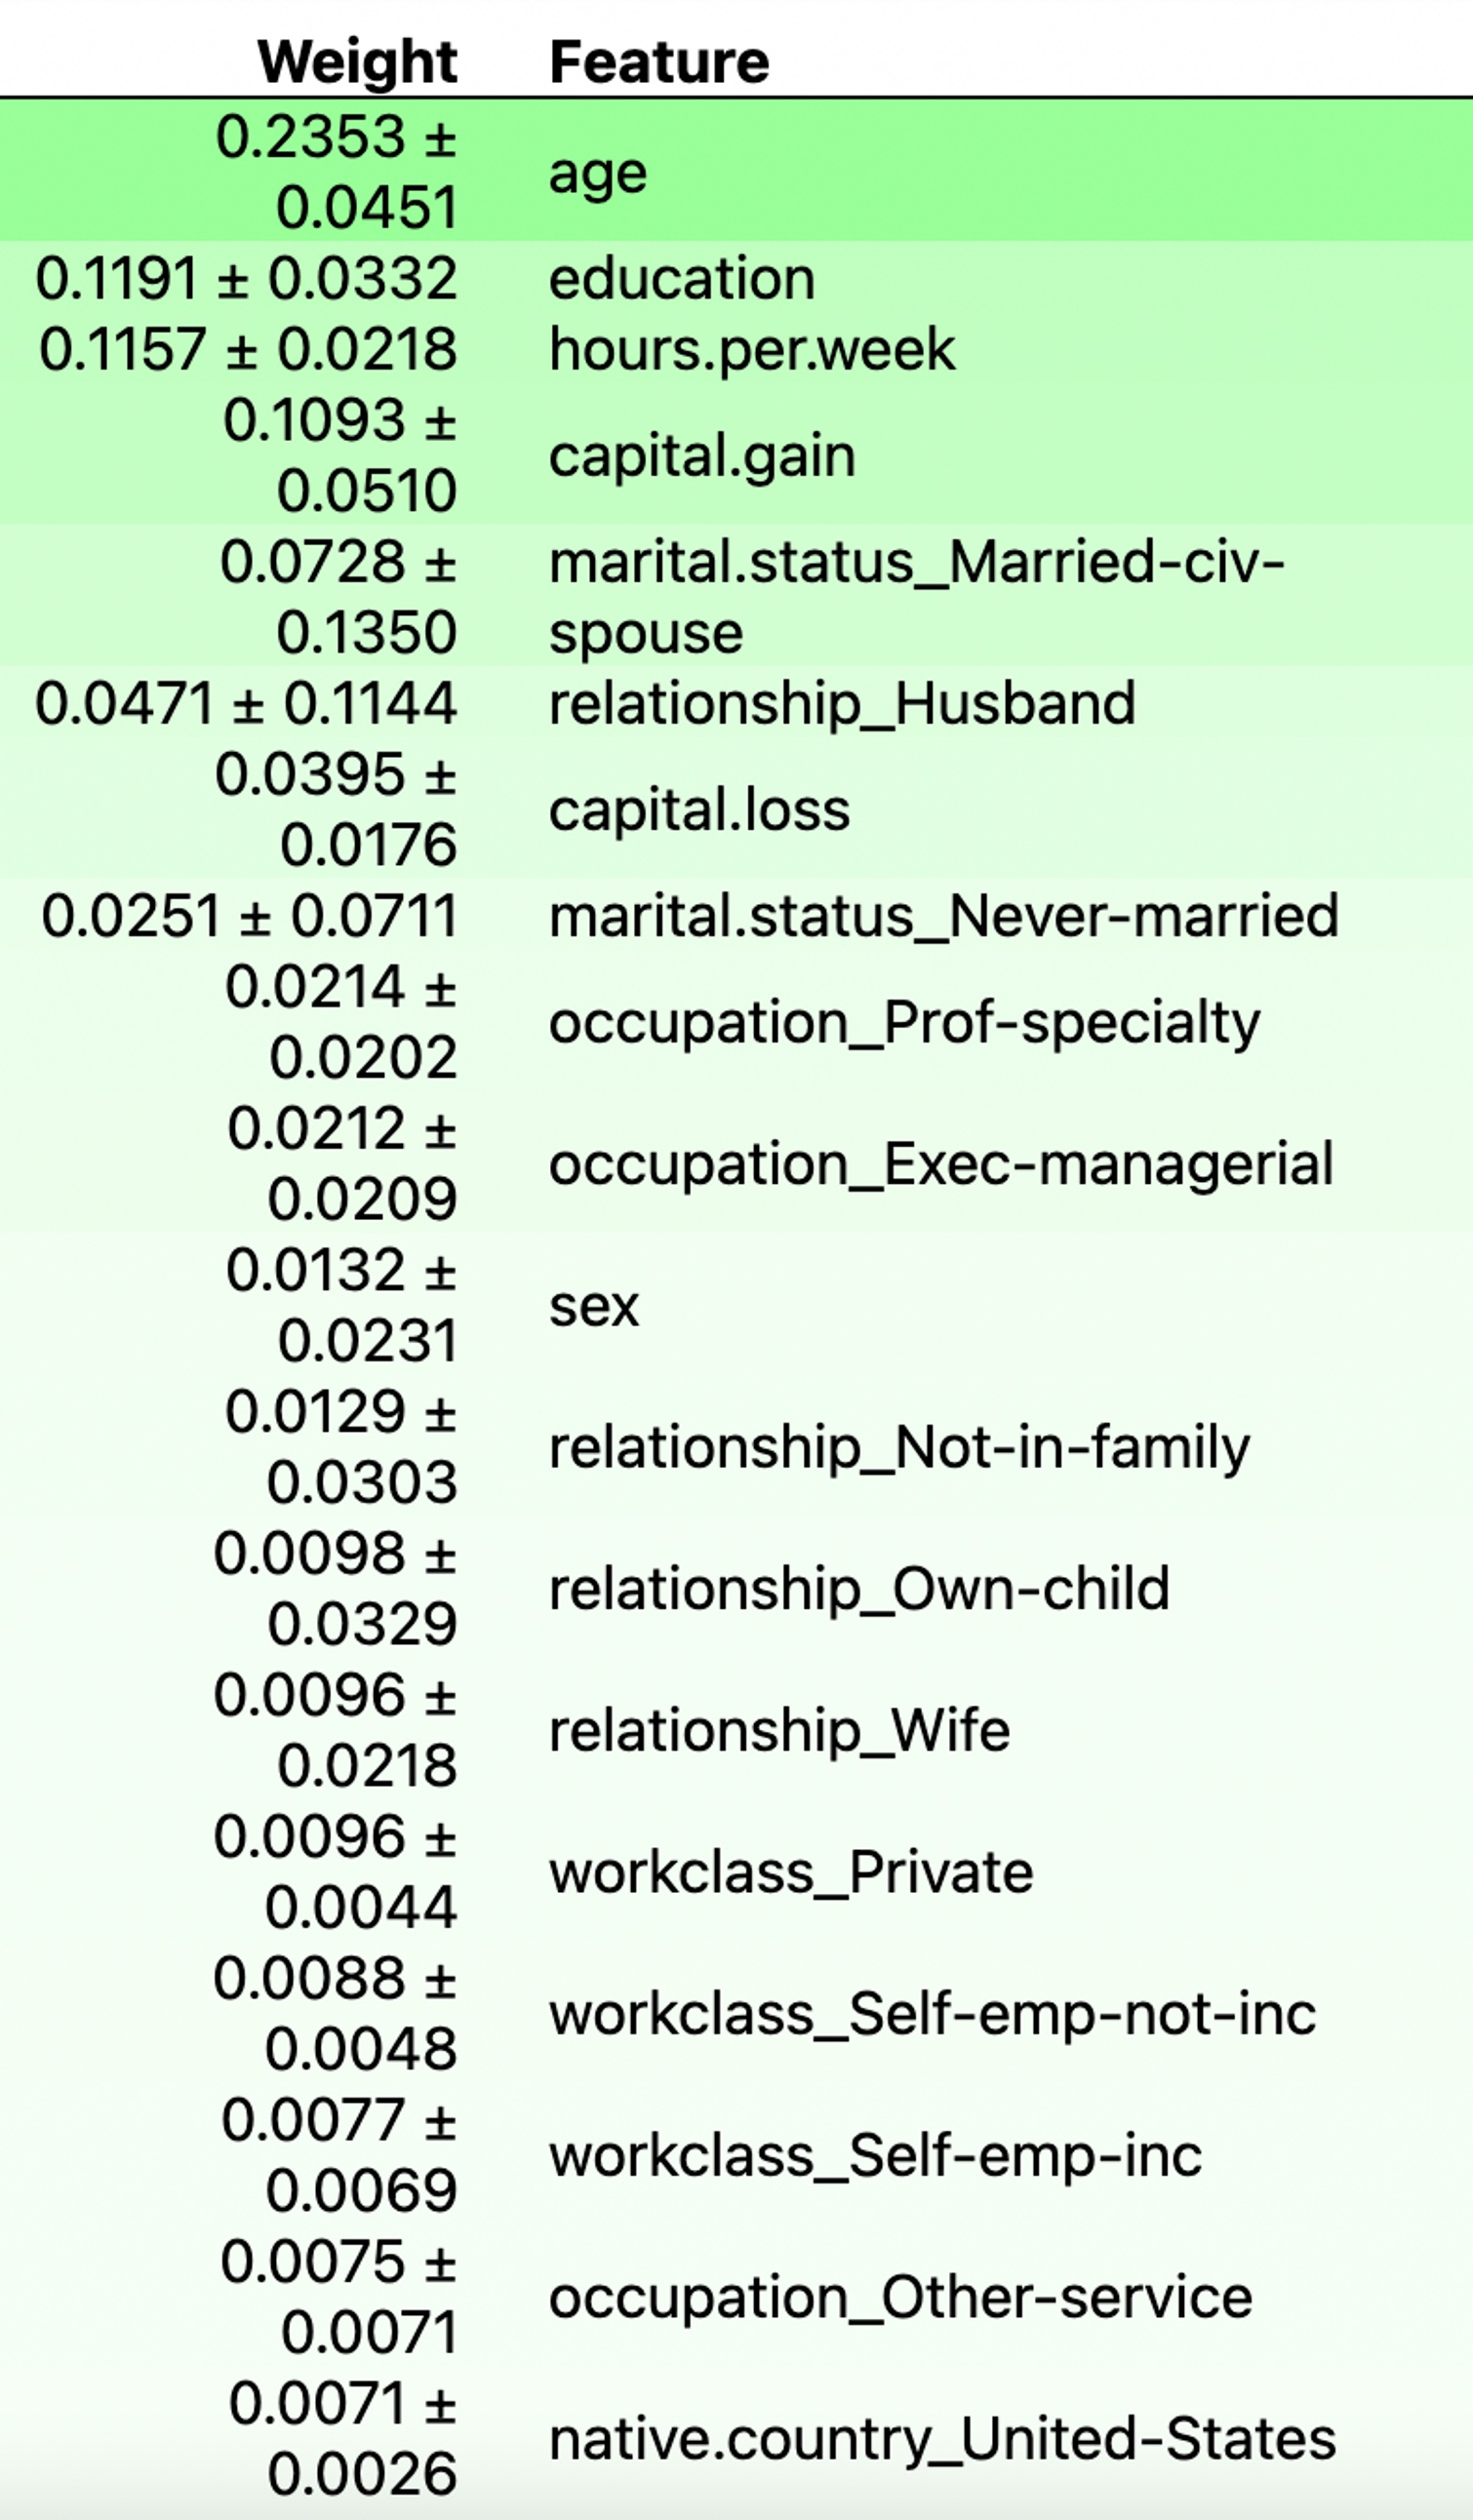 Weight Feature
0.2353 ±
0.0451
age
0.1191 ± 0.0332 education
0.1157 ± 0.0218 hours.per.week
0.1093 ±
0.0510
capital.gain
0.0728 ±
0.1350
marital.status_Married-civ-
spouse
0.0471 ± 0.1144 relationship_Husband
0.0395 ±
0.0176
capital.loss
0.0251 ± 0.0711 marital.status_Never-married
0.0214 ±
0.0202
occupation_Prof-specialty
0.0212 ±
0.0209
occupation_Exec-managerial
0.0132 ±
0.0231
sex
0.0129 ±
0.0303
relationship_Not-in-family
0.0098 ±
0.0329
relationship_Own-child
0.0096 ±
0.0218
relationship_Wife
0.0096 ±
0.0044
workclass_Private
0.0088 ±
0.0048
workclass_Self-emp-not-inc
0.0077 ±
0.0069
workclass_Self-emp-inc
0.0075 ±
0.0071
occupation_Other-service
0.0071 ±
0.0026
native.country_United-States